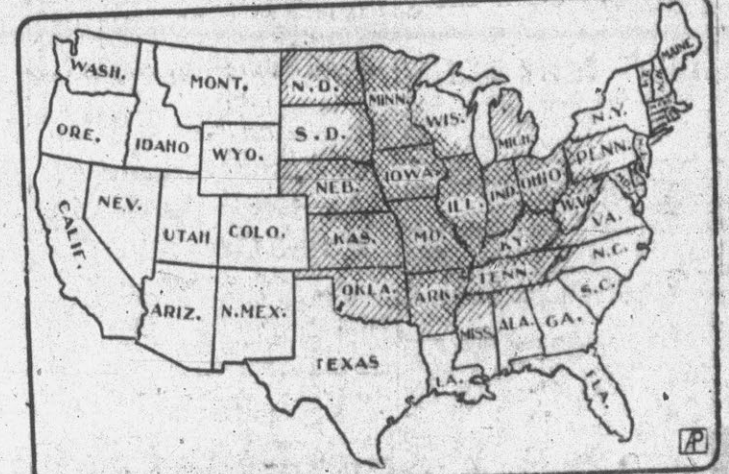 WASH.
MONT.
N.D.
MINN.
WIS.
MICH.
N.Y.
MAINE
ORE.
IDAHO
WYO.
S.D.
NEB.
IOWA
ILL.
IND.
OHIO
PENN.
CALIF.
NEV.
UTAH
COLO.
KAS.
MO.
KY.
W.V.
VA.
ARIZ.
N.MEX.
OKLA.
ARK.
TENN.
N.C.
S.C.
TEXAS
LA.
MISS.
ALA.
GA.
FLA.
AP